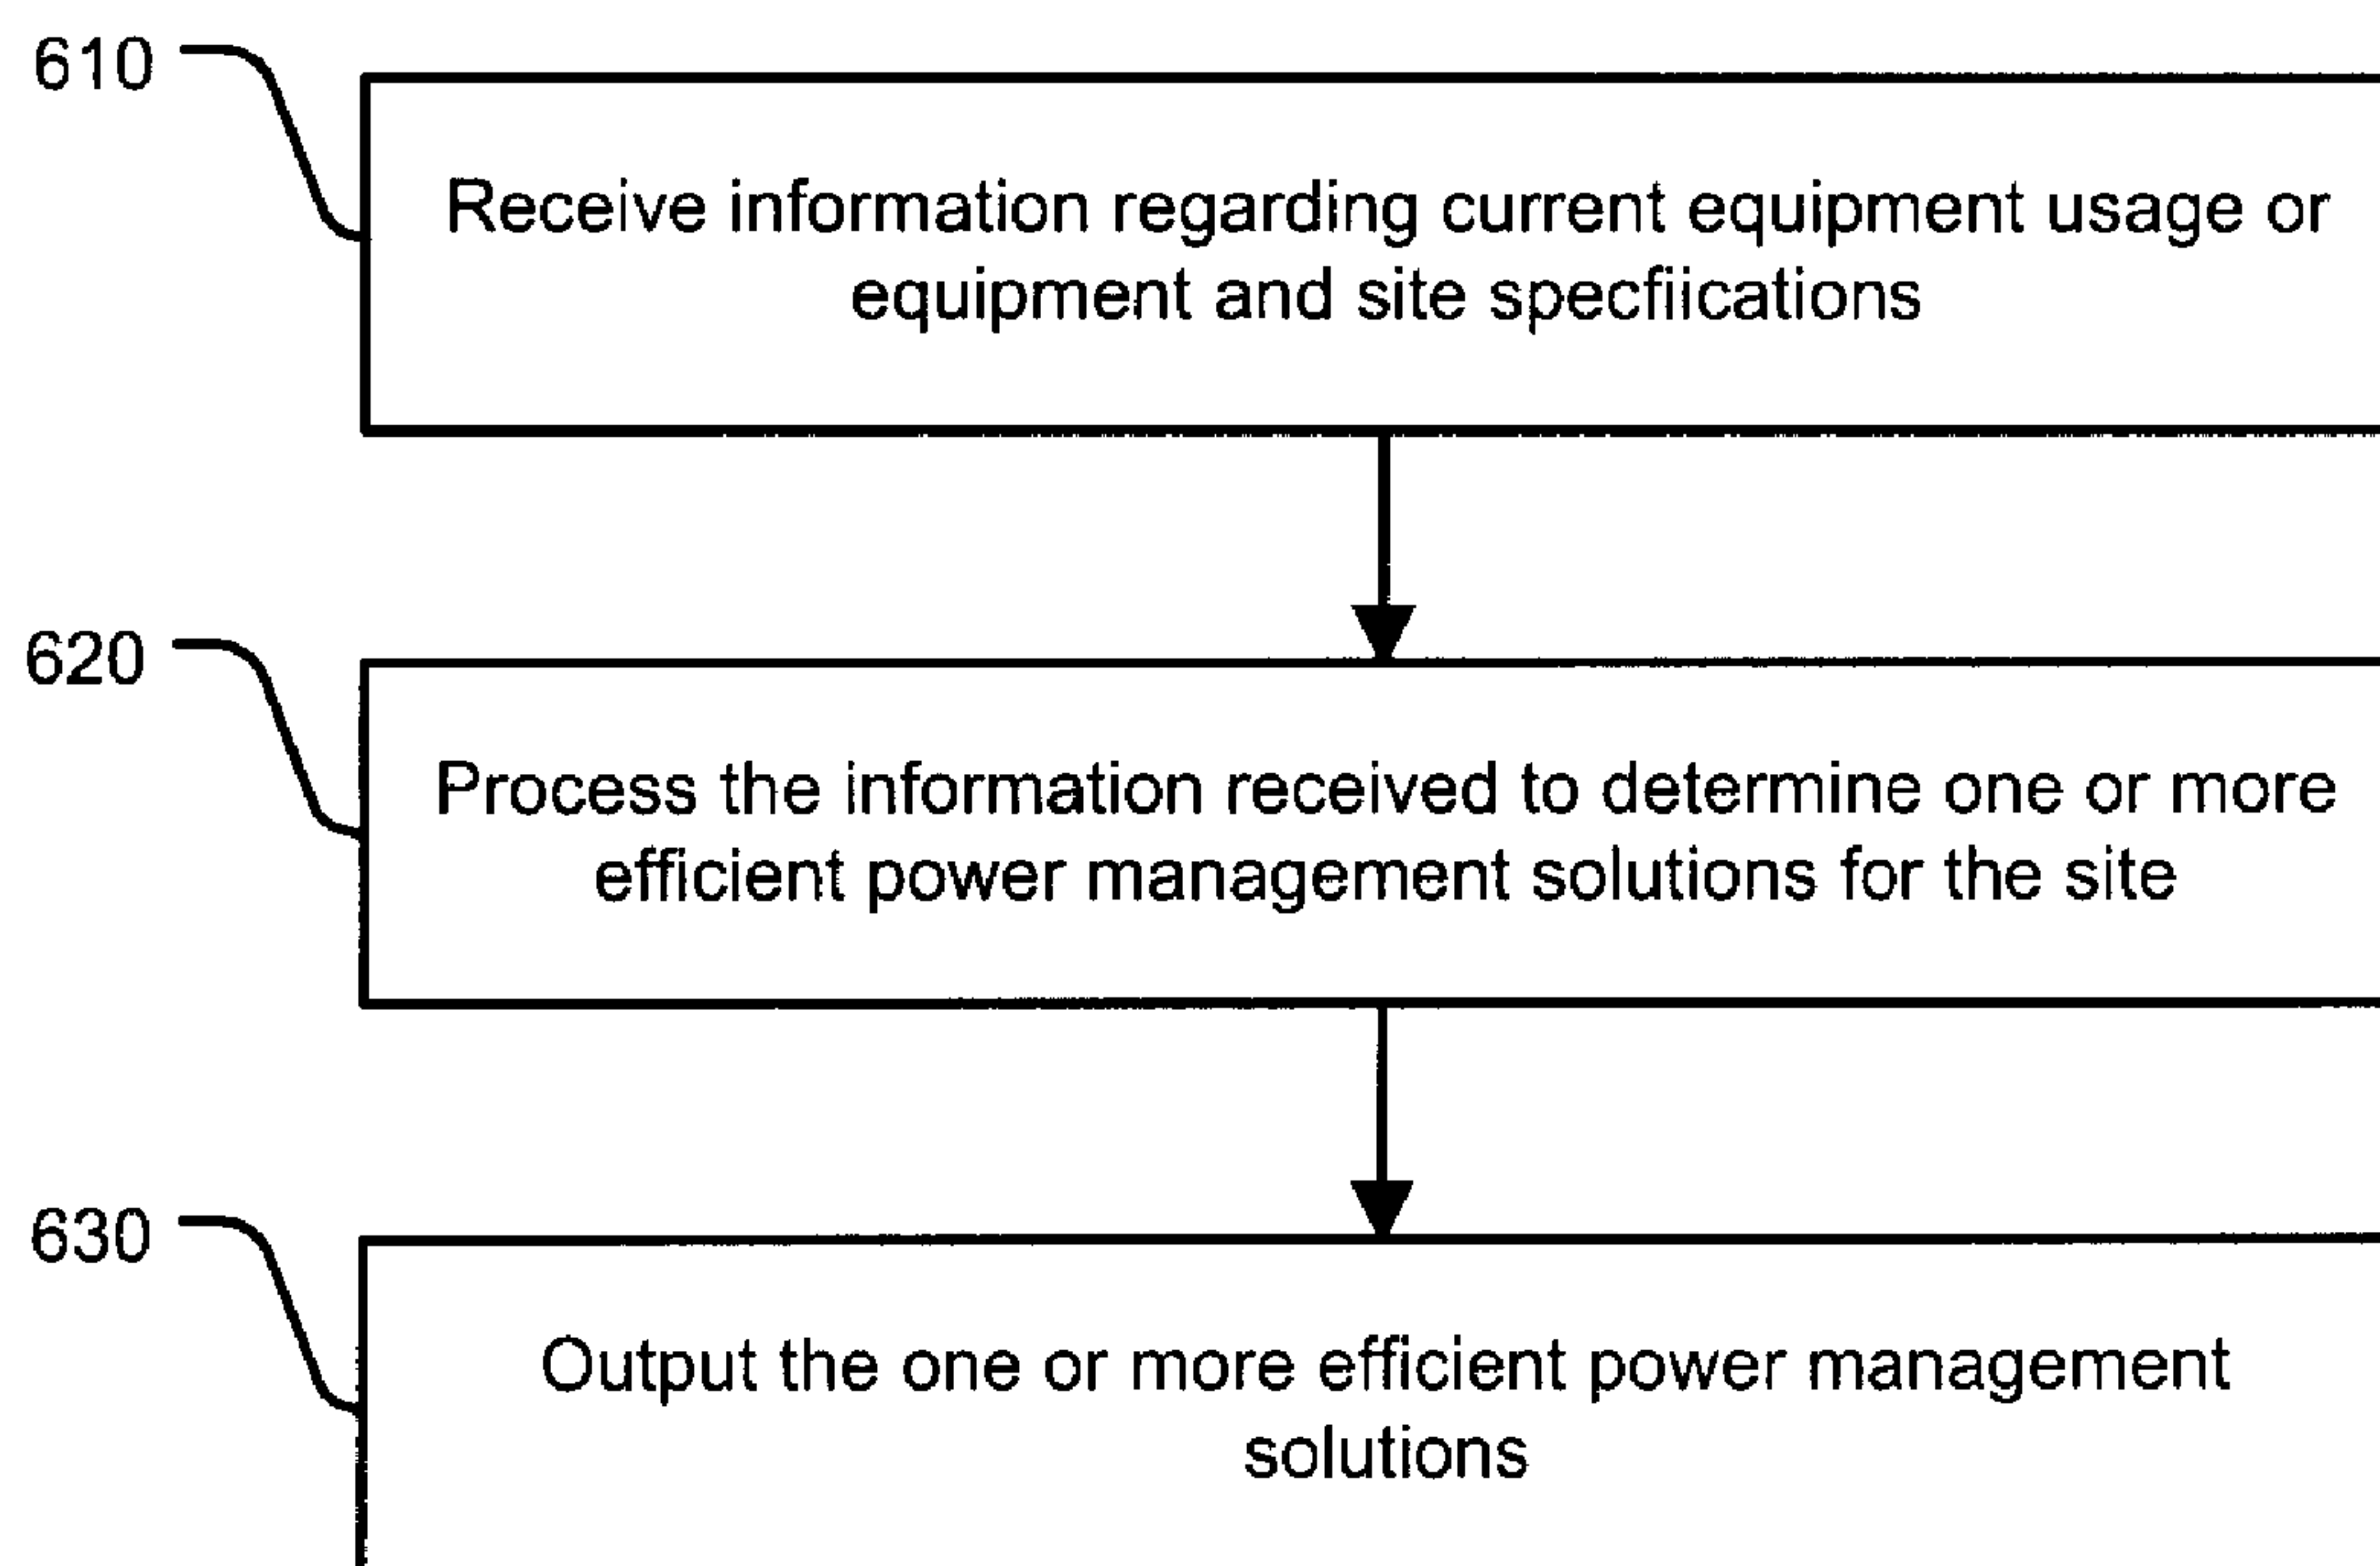 610
Receive information regarding current equipment usage or
equipment and site specfiications
620
Process the information received to determine one or more
efficient power management solutions for the site
630
Output the one or more efficient power management
solutions